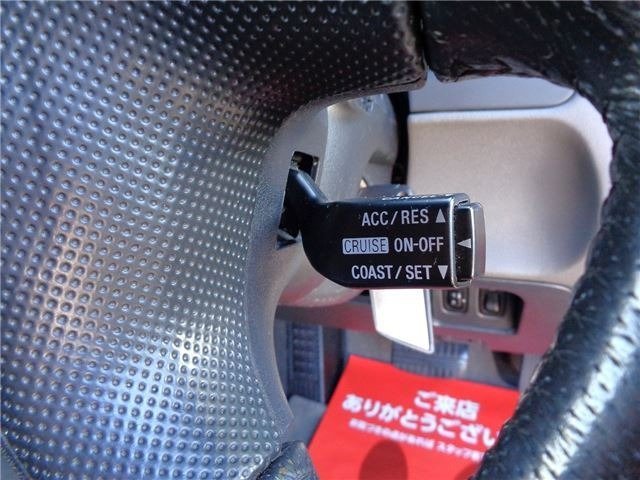 ACC/RES ▲
CRUISE ON-OFF ◀
COAST/SET ▼
ご来店
ありがとうござい